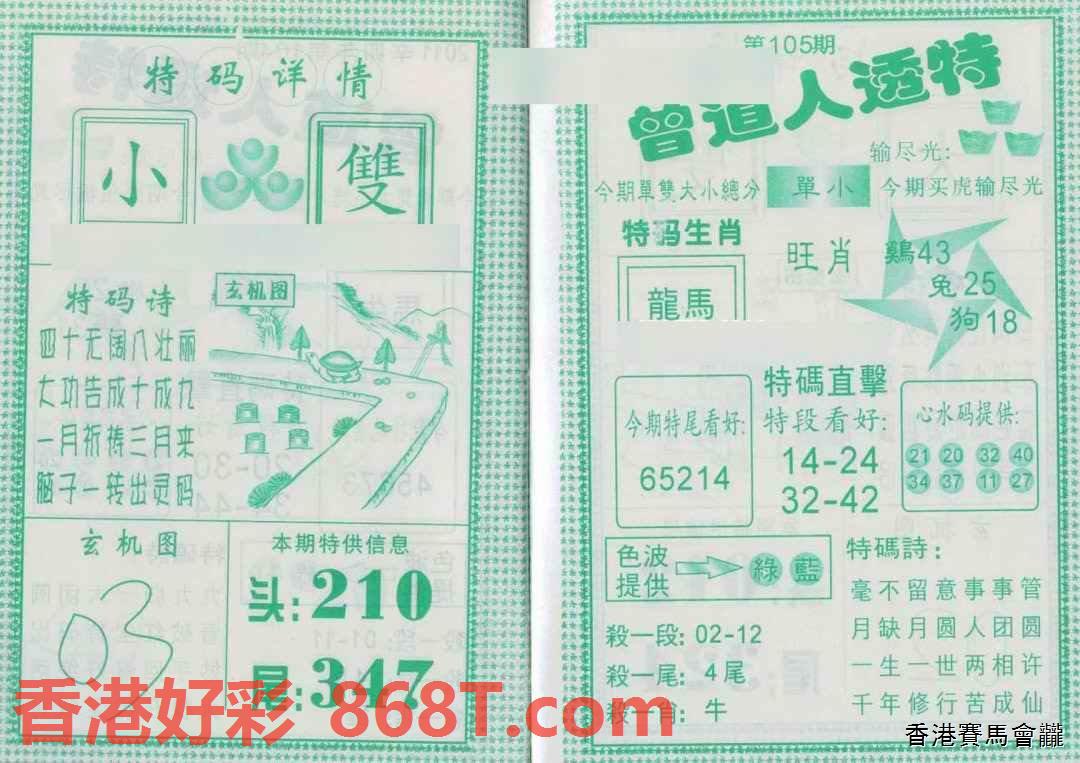 特码详情
小
雙
特码诗
玄机图
四十无阔八壮丽
大功告成十成九
一月祈祷三月来
脑子一转出灵码
玄机图
03
本期特供信息
头:210
尾:347
第105期
曾道人透特
输尽光:
今期單雙大小總分
單小
今期买虎输尽光
特码生肖
龍馬
旺肖
鷄43
兔25
狗18
今期特尾看好:
65214
特碼直擊
特段看好:
14-24
32-42
心水码提供:
21 20 32 40
34 37 11 27
色波
提供
綠 藍
殺一段: 02-12
殺一尾: 4尾
殺一肖: 牛
特碼詩:
毫不留意事事管
月缺月圆人团圆
一生一世两相许
千年修行苦成仙
香港好彩 868T.com
香港賽馬會